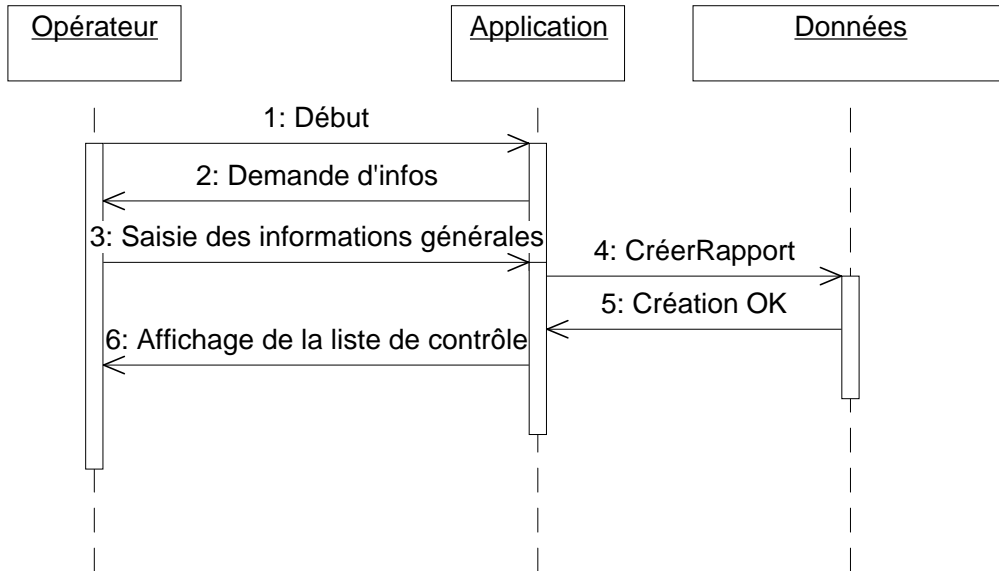 Opérateur
Application
Données
1: Début
2: Demande d'infos
3: Saisie des informations générales
4: CréerRapport
5: Création OK
6: Affichage de la liste de contrôle